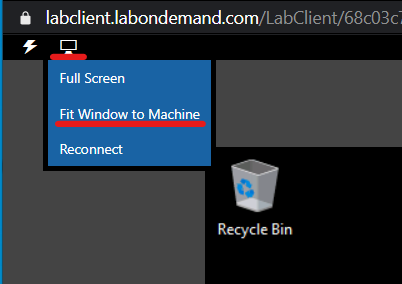 labclient.labondemand.com/LabClient/68c03c7
Full Screen
Fit Window to Machine
Reconnect
Recycle Bin